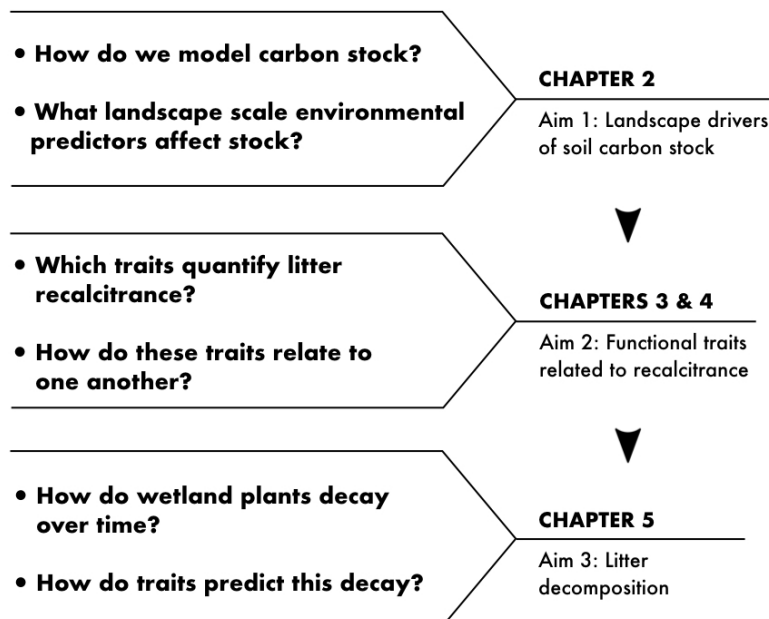 • How do we model carbon stock?
• What landscape scale environmental
predictors affect stock?
CHAPTER 2
Aim 1: Landscape drivers
of soil carbon stock
• Which traits quantify litter
recalcitrance?
• How do these traits relate to
one another?
CHAPTERS 3 & 4
Aim 2: Functional traits
related to recalcitrance
• How do wetland plants decay
over time?
• How do traits predict this decay?
CHAPTER 5
Aim 3: Litter
decomposition